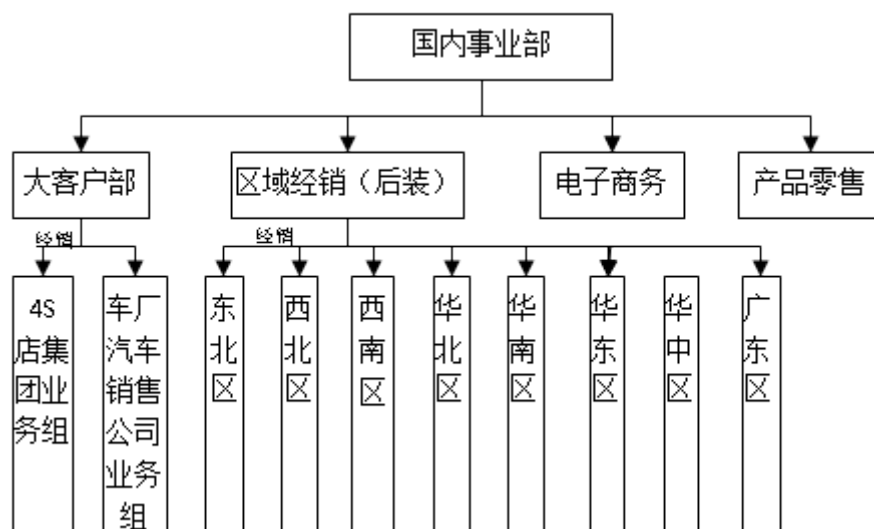 国内事业部
大客户部
区域经销（后装）
电子商务
产品零售
经销
经销
4S
店集
团业
务组
车厂
汽车
销售
公司
业务
组
东
北
区
西
北
区
西
南
区
华
北
区
华
南
区
华
东
区
华
中
区
广
东
区